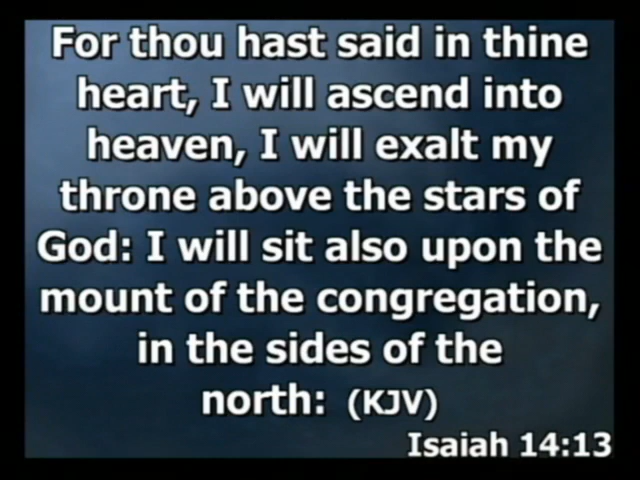 For thou hast said in thine
heart, I will ascend into
heaven, I will exalt my
throne above the stars of
God: I will sit also upon the
mount of the congregation,
in the sides of the
north: (KJV)
Isaiah 14:13